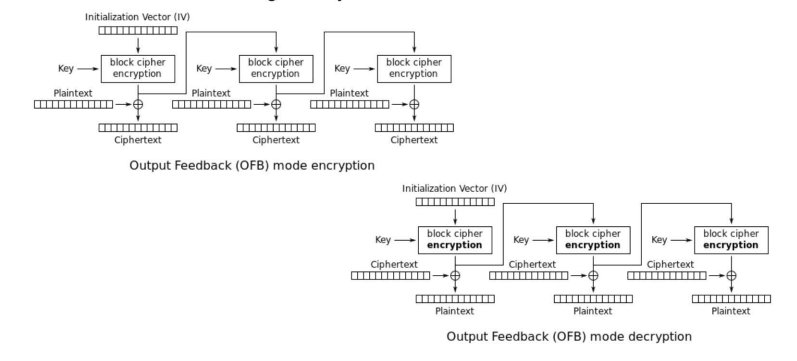 Initialization Vector (IV)
Key
block cipher
encryption
Key
block cipher
encryption
Key
block cipher
encryption
Plaintext
Plaintext
Plaintext
Ciphertext
Ciphertext
Ciphertext
Output Feedback (OFB) mode encryption
Initialization Vector (IV)
Key
block cipher
encryption
Key
block cipher
encryption
Key
block cipher
encryption
Ciphertext
Ciphertext
Ciphertext
Plaintext
Plaintext
Plaintext
Output Feedback (OFB) mode decryption